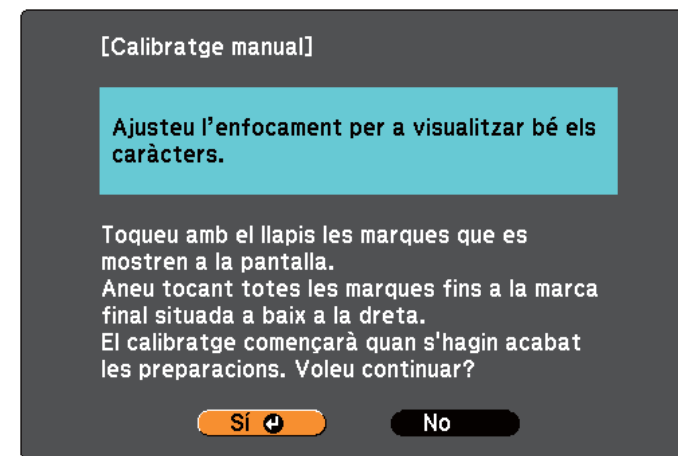 [Calibratge manual]
Ajusteu l'enfocament per a visualitzar bé els
caràcters.
Toqueu amb el llapis les marques que es
mostren a la pantalla.
Aneu tocant totes les marques fins a la marca
final situada a baix a la dreta.
El calibratge començarà quan s'hagin acabat
les preparacions. Voleu continuar?
Sí No